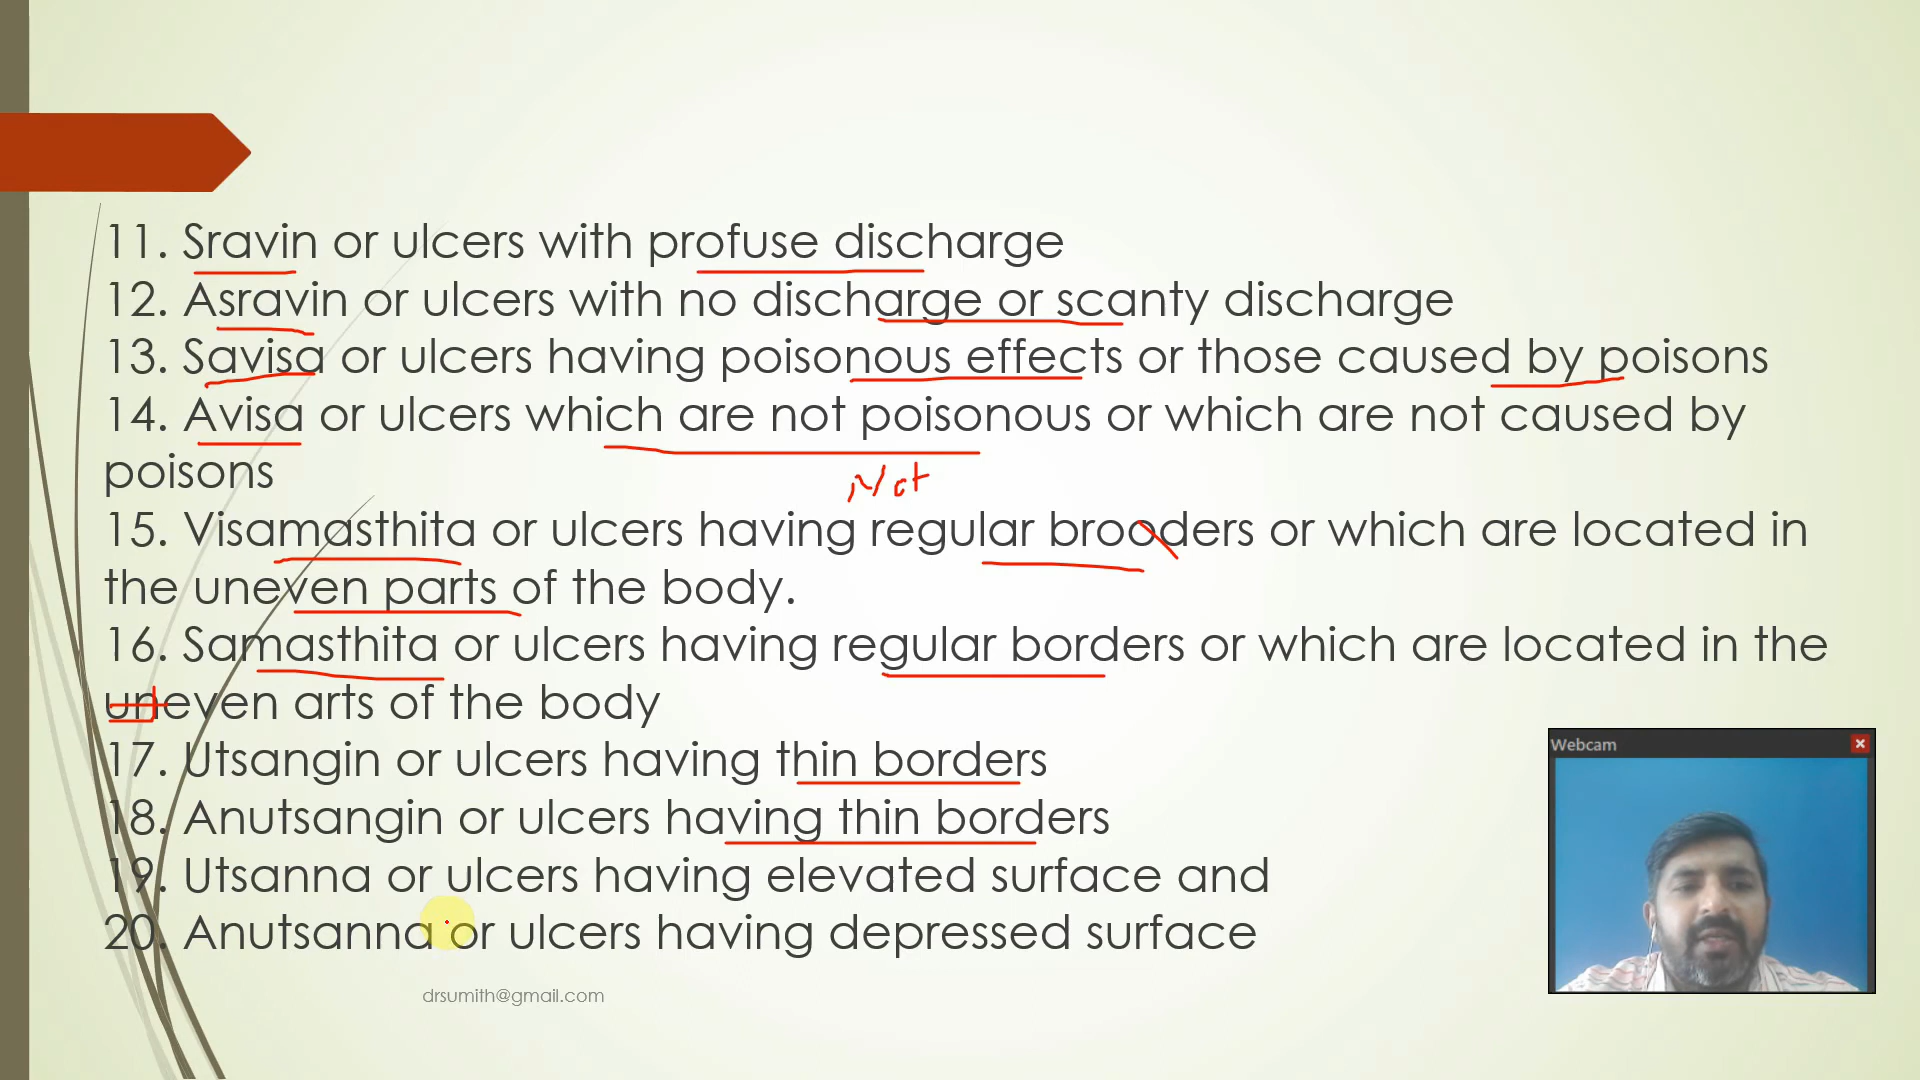 11. Sravin or ulcers with profuse discharge
12. Asravin or ulcers with no discharge or scanty discharge
13. Savisa or ulcers having poisonous effects or those caused by poisons
14. Avisa or ulcers which are not poisonous or which are not caused by
poisons
Not
15. Visamasthita or ulcers having regular brooders or which are located in
the uneven parts of the body.
16. Samasthita or ulcers having regular borders or which are located in the
uneven arts of the body
17. Utsangin or ulcers having thin borders
18. Anutsangin or ulcers having thin borders
19. Utsanna or ulcers having elevated surface and
20. Anutsanna or ulcers having depressed surface
drsumith@gmail.com
Webcam